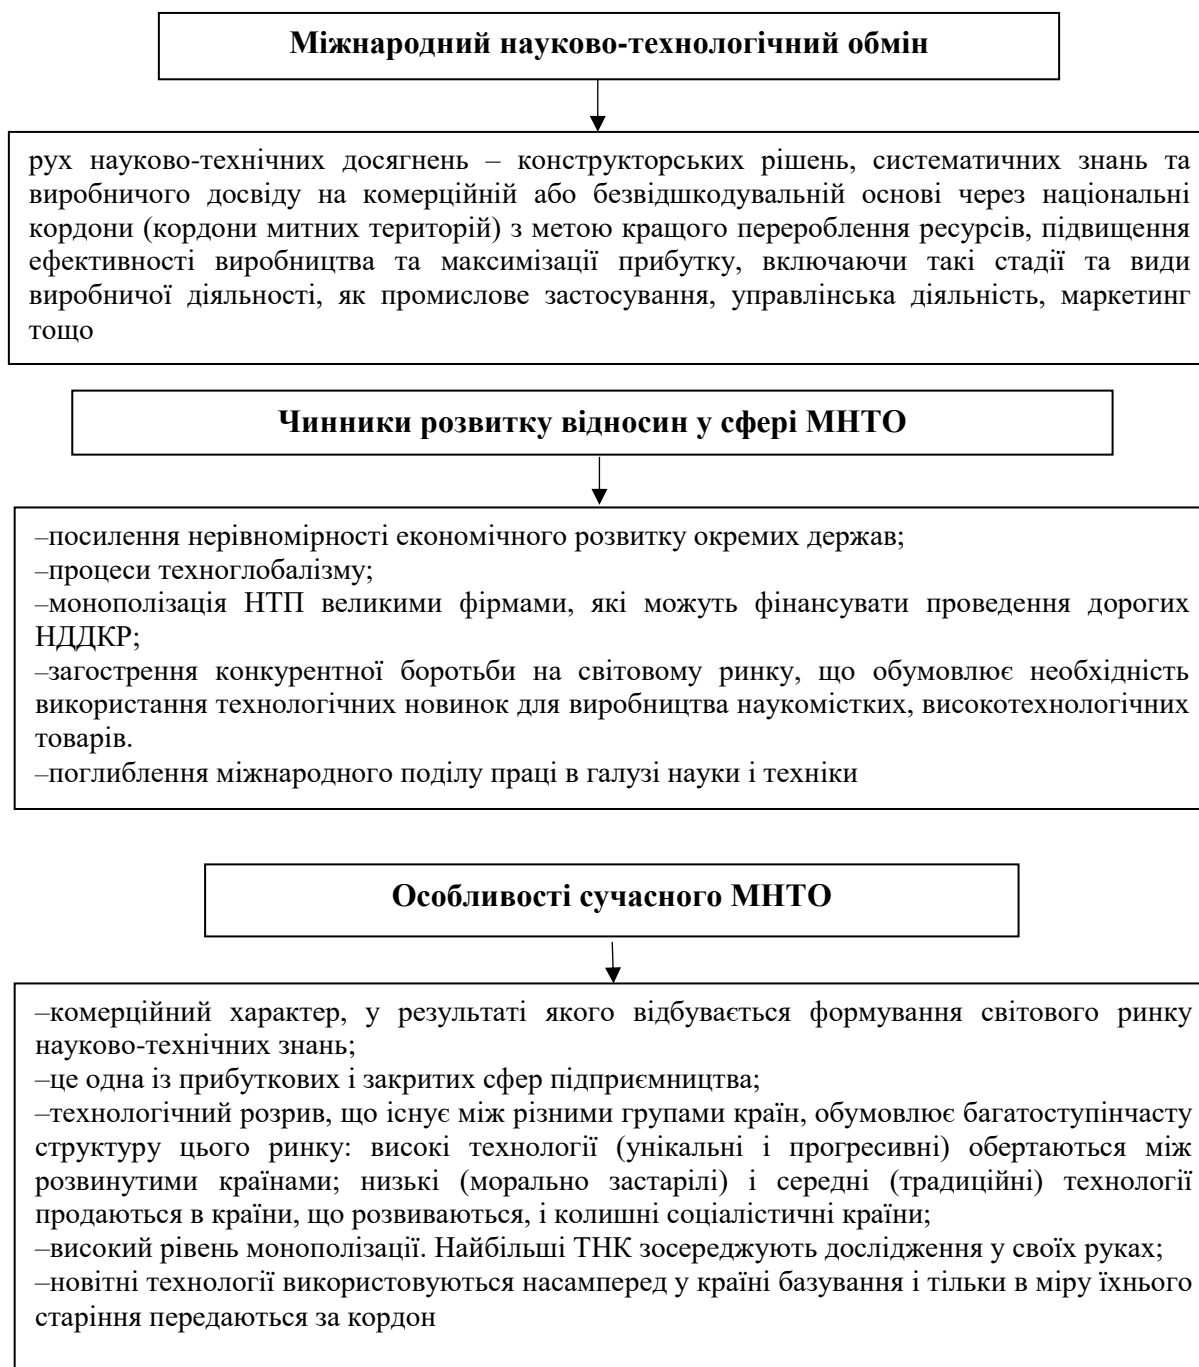 Міжнародний науково-технологічний обмін
рух науково-технічних досягнень – конструкторських рішень, систематичних знань та
виробничого досвіду на комерційній або безвідшкодувальній основі через національні
кордони (кордони митних територій) з метою кращого перероблення ресурсів, підвищення
ефективності виробництва та максимізації прибутку, включаючи такі стадії та види
виробничої діяльності, як промислове застосування, управлінська діяльність, маркетинг
тощо
Чинники розвитку відносин у сфері МНТО
–посилення нерівномірності економічного розвитку окремих держав;
–процеси техноглобалізму;
–монополізація НТП великими фірмами, які можуть фінансувати проведення дорогих
НДДКР;
–загострення конкурентної боротьби на світовому ринку, що обумовлює необхідність
використання технологічних новинок для виробництва наукомістких, високотехнологічних
товарів.
–поглиблення міжнародного поділу праці в галузі науки і техніки
Особливості сучасного МНТО
–комерційний характер, у результаті якого відбувається формування світового ринку
науково-технічних знань;
–це одна із прибуткових і закритих сфер підприємництва;
–технологічний розрив, що існує між різними групами країн, обумовлює багатоступінчасту
структуру цього ринку: високі технології (унікальні і прогресивні) обертаються між
розвинутими країнами; низькі (морально застарілі) і середні (традиційні) технології
продаються в країни, що розвиваються, і колишні соціалістичні країни;
–високий рівень монополізації. Найбільші ТНК зосереджують дослідження у своїх руках;
–новітні технології використовуються насамперед у країні базування і тільки в міру їхнього
старіння передаються за кордон